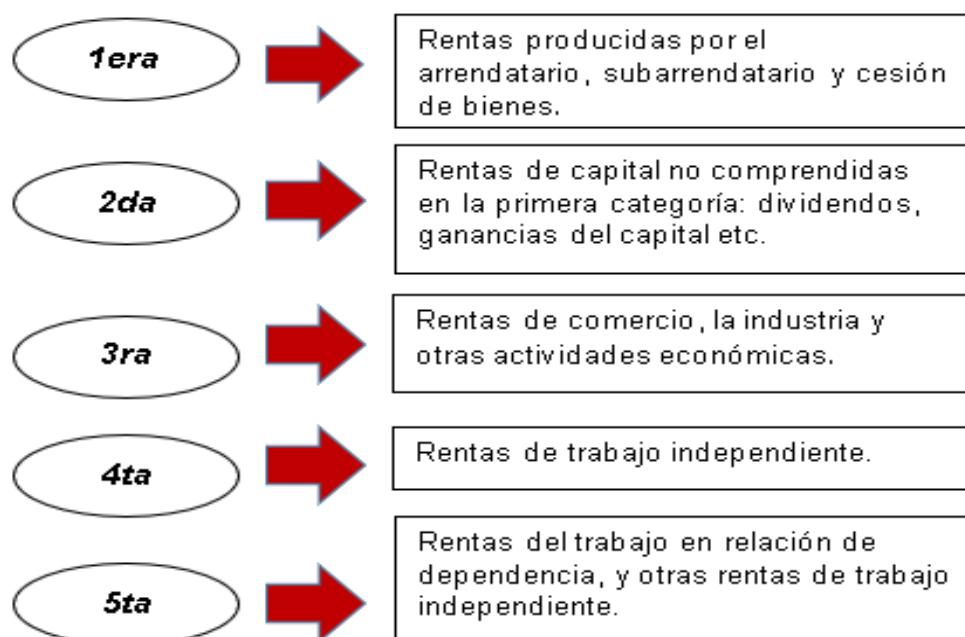 1era
Rentas producidas por el
arrendatario, subarrendatario y cesión
de bienes.
2da
Rentas de capital no comprendidas
en la primera categoría: dividendos,
ganancias del capital etc.
3ra
Rentas de comercio, la industria y
otras actividades económicas.
4ta
Rentas de trabajo independiente.
5ta
Rentas del trabajo en relación de
dependencia, y otras rentas de trabajo
independiente.